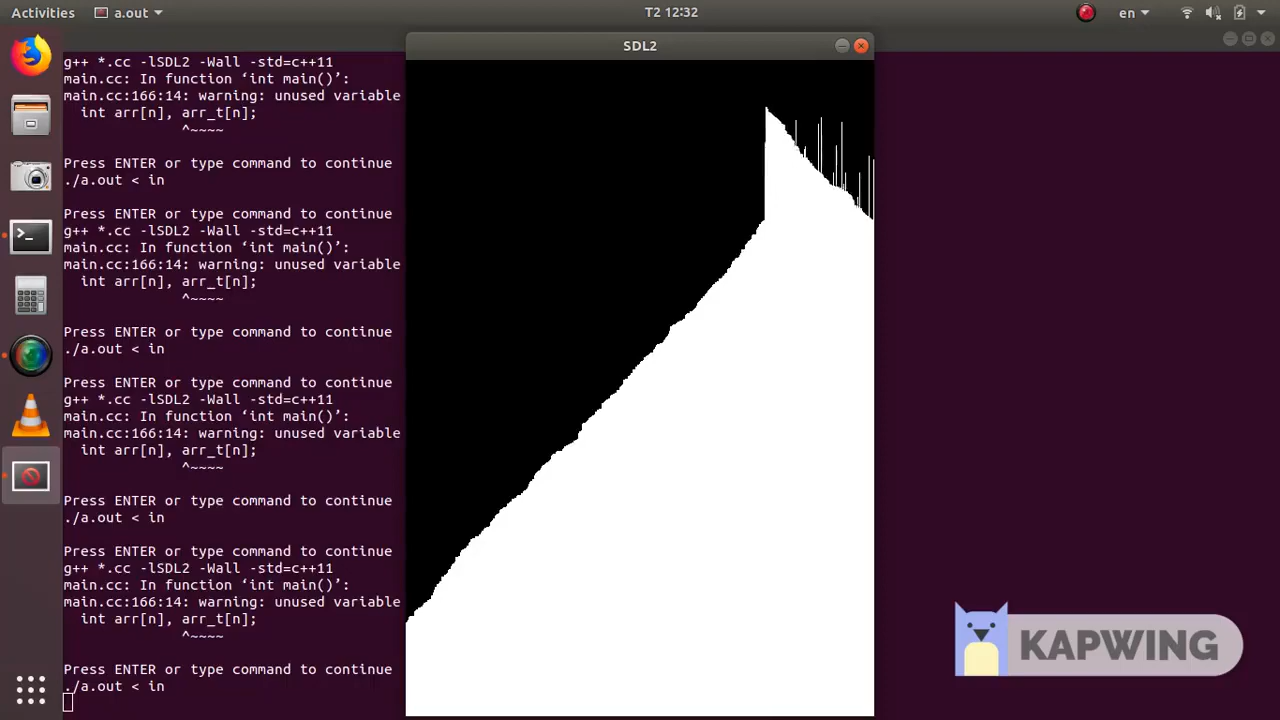 Activities
a.out
T2 12:32
en
SDL2
g++ *.cc -lSDL2 -Wall -std=c++11
main.cc: In function ‘int main()’:
main.cc:166:14: warning: unused variable
int arr[n], arr_t[n];
^~~~~
Press ENTER or type command to continue
./a.out < in
Press ENTER or type command to continue
g++ *.cc -lSDL2 -Wall -std=c++11
main.cc: In function ‘int main()’:
main.cc:166:14: warning: unused variable
int arr[n], arr_t[n];
^~~~~
Press ENTER or type command to continue
./a.out < in
Press ENTER or type command to continue
g++ *.cc -lSDL2 -Wall -std=c++11
main.cc: In function ‘int main()’:
main.cc:166:14: warning: unused variable
int arr[n], arr_t[n];
^~~~~
Press ENTER or type command to continue
./a.out < in
Press ENTER or type command to continue
g++ *.cc -lSDL2 -Wall -std=c++11
main.cc: In function ‘int main()’:
main.cc:166:14: warning: unused variable
int arr[n], arr_t[n];
^~~~~
Press ENTER or type command to continue
./a.out < in
KAPWING